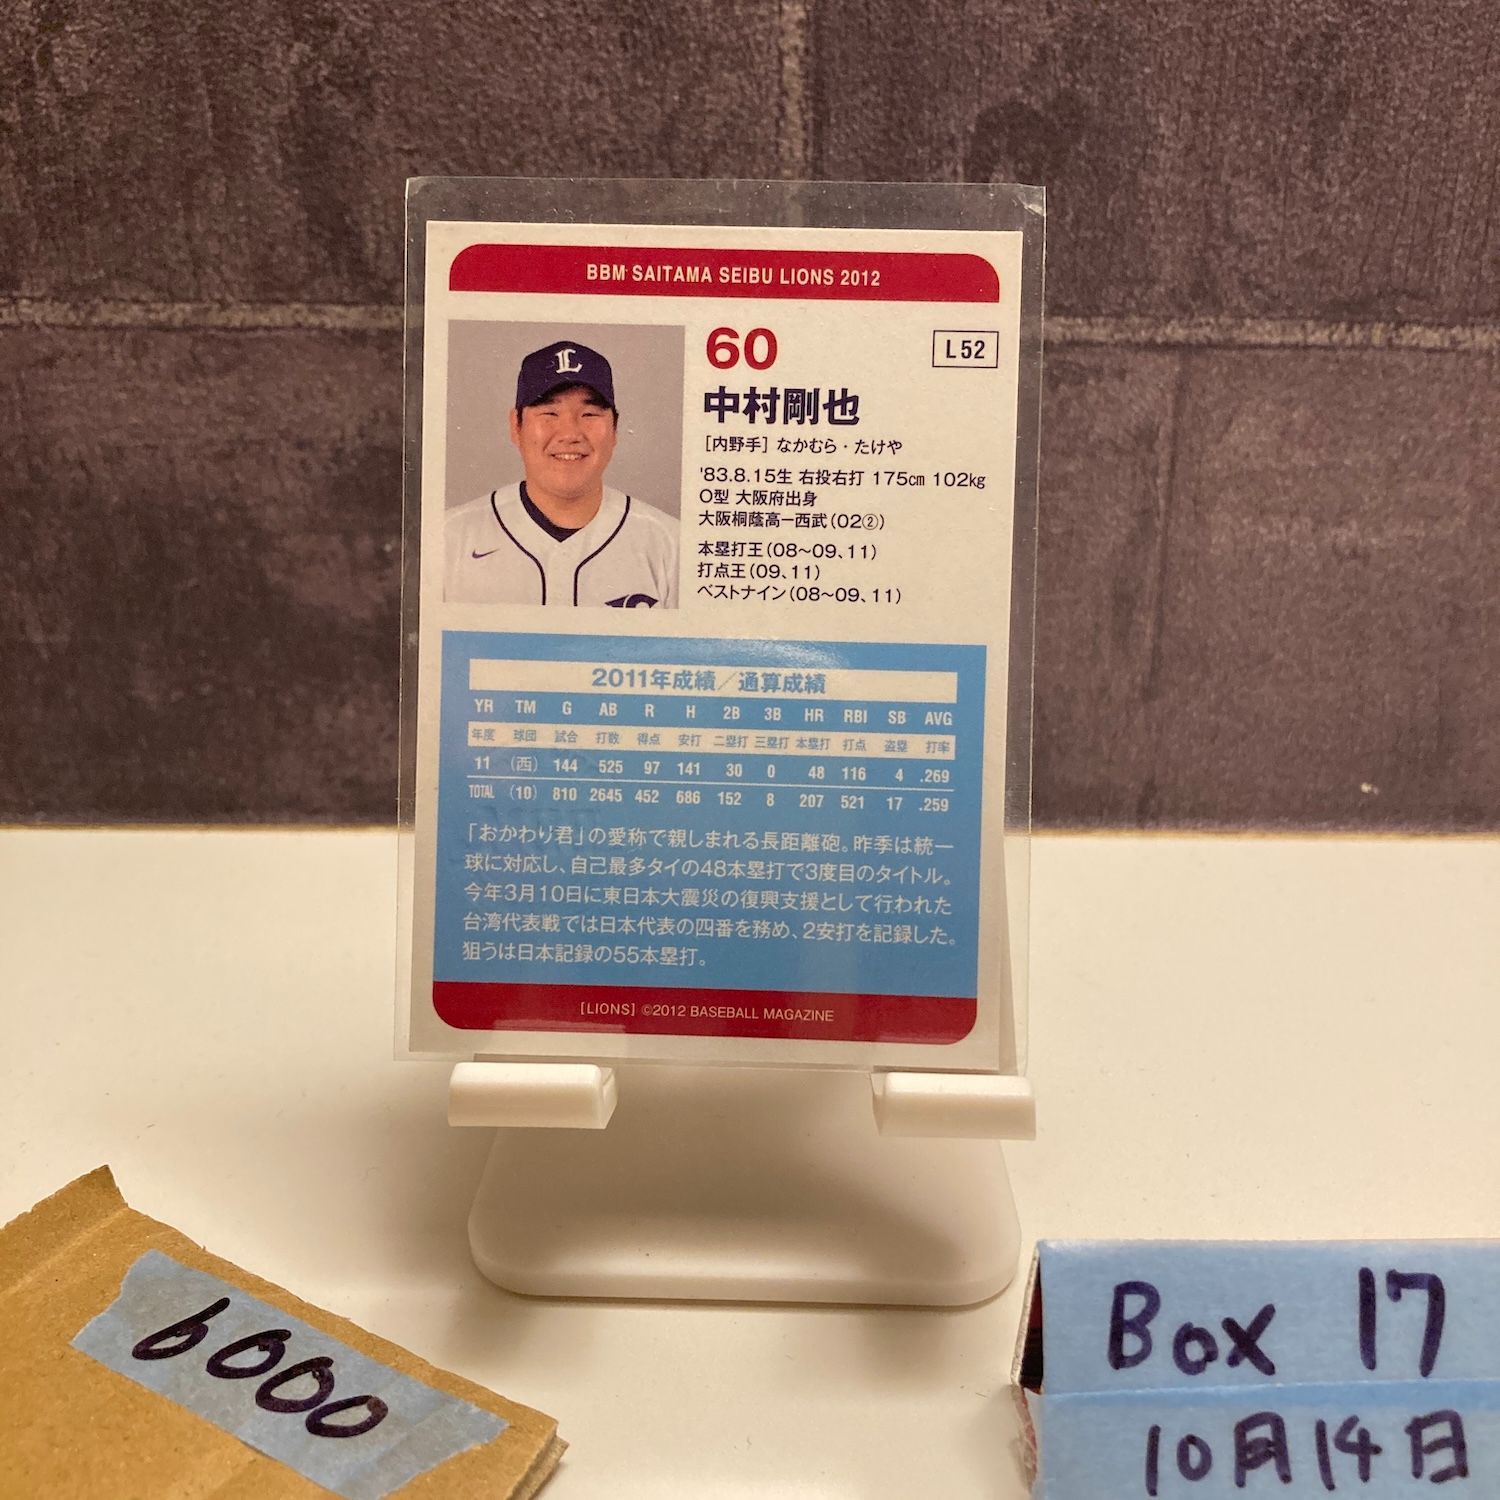 BBM SAITAMA SEIBU LIONS 2012
60
L52
中村剛也
[内野手] なかむら・たけや
'83.8.15生 右投右打 175㎝ 102㎏
O型 大阪府出身
大阪桐蔭高ー西武(02②)
本塁打王(08〜09、11)
打点王(09、11)
ベストナイン(08〜09、11)
2011年成績/通算成績
YR TM G AB R H 2B 3B HR RBI SB AVG
年度 球団 試合 打数 得点 安打 二塁打 三塁打 本塁打 打点 盗塁 打率
11 (西) 144 525 97 141 30 0 48 116 4 .269
TOTAL (10) 810 2645 452 686 152 8 207 521 17 .259
「おかわり君」の愛称で親しまれる長距離砲。昨季は統一
球に対応し、自己最多タイの48本塁打で3度目のタイトル。
今年3月10日に東日本大震災の復興支援として行われた
台湾代表戦では日本代表の四番を務め、2安打を記録した。
狙うは日本記録の55本塁打。
[LIONS] ©2012 BASEBALL MAGAZINE
L
6000
Box 17
10月14日